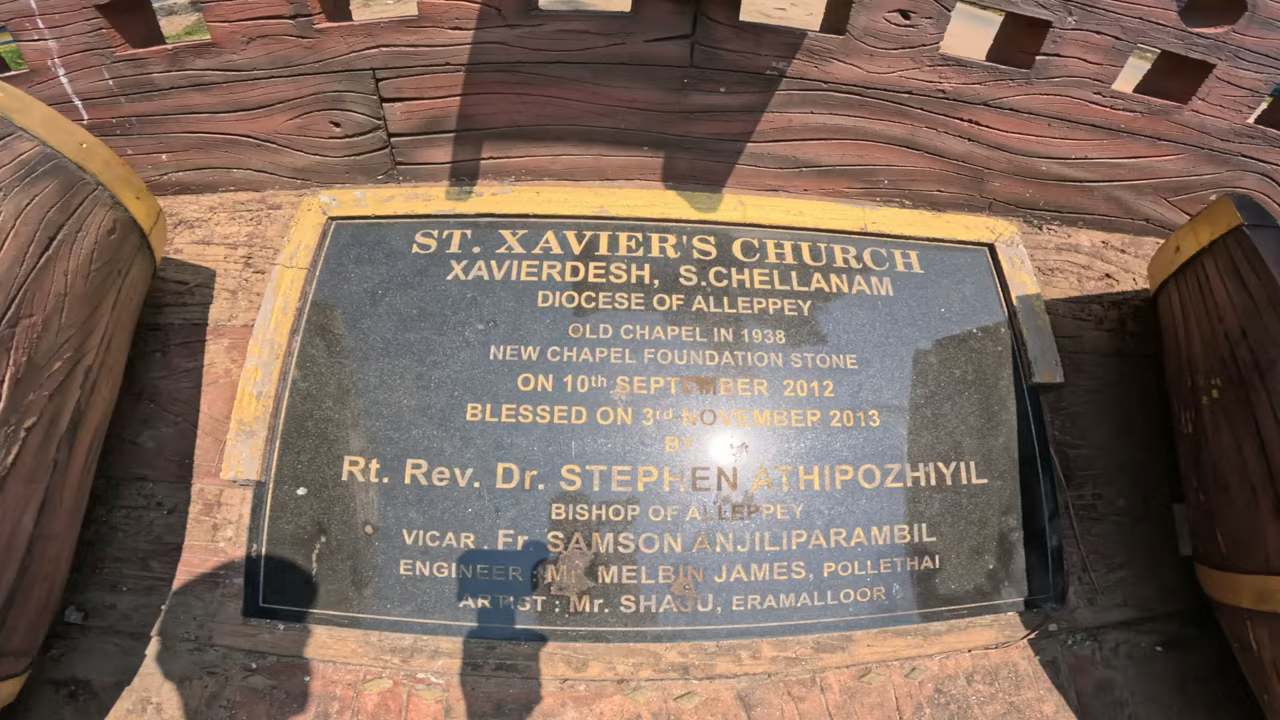 ST. XAVIER'S CHURCH
XAVIERDESH, S.CHELLANAM
DIOCESE OF ALLEPPEY
OLD CHAPEL IN 1938
NEW CHAPEL FOUNDATION STONE
ON 10th SEPTEMBER 2012
BLESSED ON 3rd NOVEMBER 2013
BY
Rt. Rev. Dr. STEPHEN ATHIPOZHIYIL
BISHOP OF ALLEPPEY
VICAR . Fr. SAMSON ANJILIPARAMBIL
ENGINEER : Mr. MELBIN JAMES, POLLETHAI
ARTIST : Mr. SHAJU, ERAMALLOOR